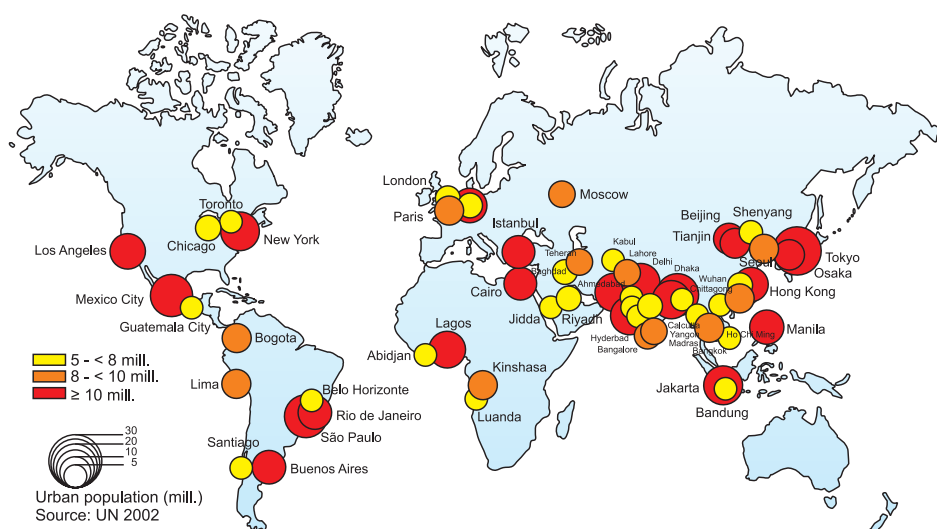 London
Moscow
Toronto
Paris
Beijing
Shenyang
Istanbul
Kabul
Chicago
New York
Tianjin
Los Angeles
Teheran
Lahore
Delhi
Seoul
Tokyo
Baghdad
Dhaka
Osaka
Wuhan
Ahmedabad
Chittagong
Cairo
Hong Kong
Mexico City
Guatemala City
Jidda
Riyadh
Lagos
Calcutta
Manila
Bogota
Hyderbad
Yangon
Ho Chi Ming
Bangalore
Madras
Bangkok
Abidjan
5 - < 8 mill.
Kinshasa
8 - < 10 mill.
Lima
Belo Horizonte
Jakarta
≥ 10 mill.
Rio de Janeiro
Luanda
Bandung
São Paulo
30
Santiago
20
10
5
Buenos Aires
Urban population (mill.)
Source: UN 2002